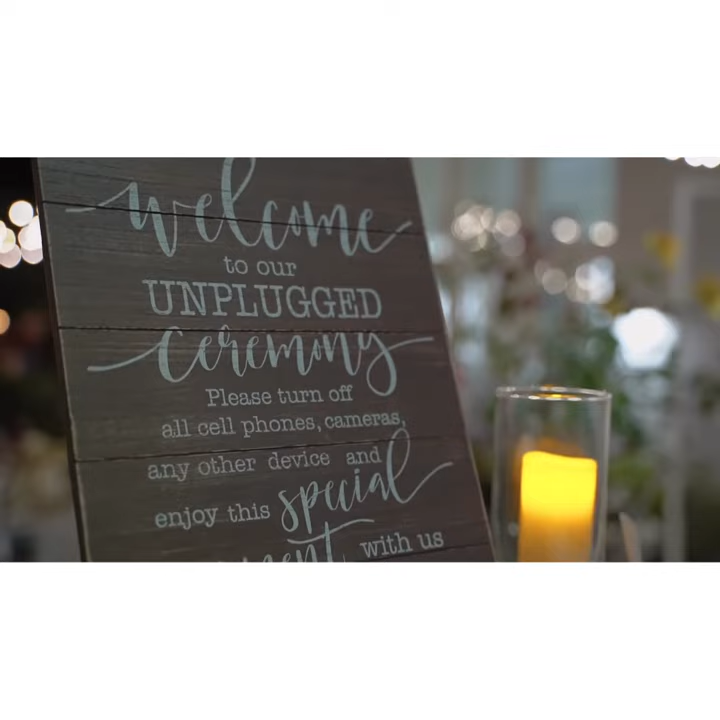 welcome
to our
UNPLUGGED
ceremony
Please turn off
all cell phones, cameras,
any other device and
enjoy this special
moment with us